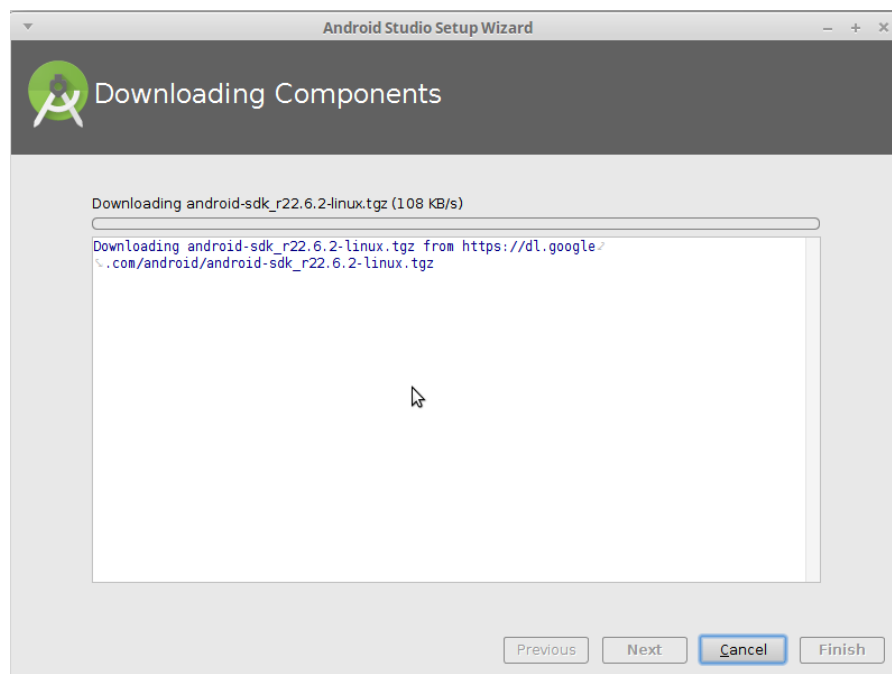 Android Studio Setup Wizard
Downloading Components
Downloading android-sdk_r22.6.2-linux.tgz (108 KB/s)
Downloading android-sdk_r22.6.2-linux.tgz from https://dl.google
.com/android/android-sdk_r22.6.2-linux.tgz
Previous Next Cancel Finish